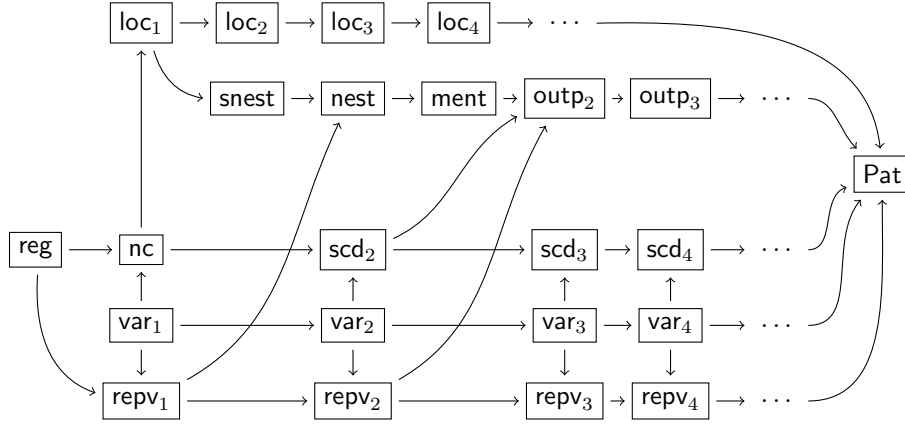 loc₁ loc₂ loc₃ loc₄ ⋯
snest nest ment outp₂ outp₃ ⋯
Pat
reg nc scd₂ scd₃ scd₄ ⋯
var₁ var₂ var₃ var₄ ⋯
repv₁ repv₂ repv₃ repv₄ ⋯